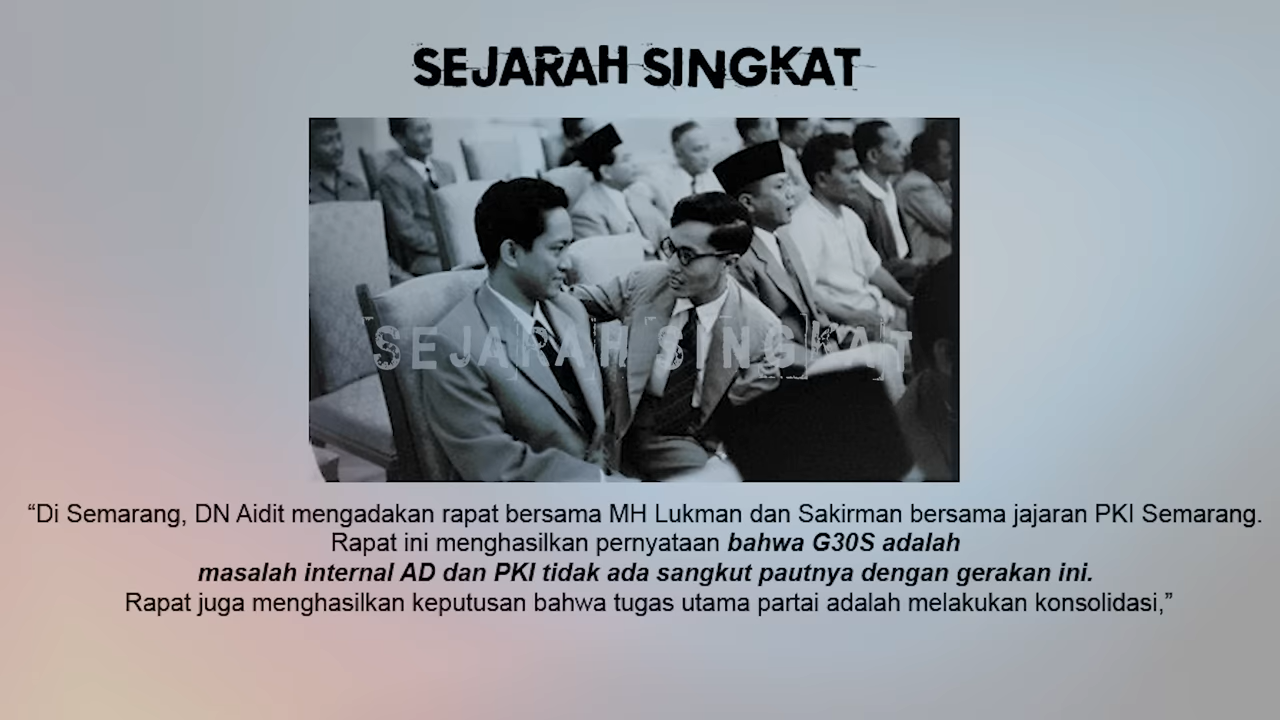 SEJARAH SINGKAT
SEJARAH SINGKAT
“Di Semarang, DN Aidit mengadakan rapat bersama MH Lukman dan Sakirman bersama jajaran PKI Semarang.
Rapat ini menghasilkan pernyataan bahwa G30S adalah
masalah internal AD dan PKI tidak ada sangkut pautnya dengan gerakan ini.
Rapat juga menghasilkan keputusan bahwa tugas utama partai adalah melakukan konsolidasi,”